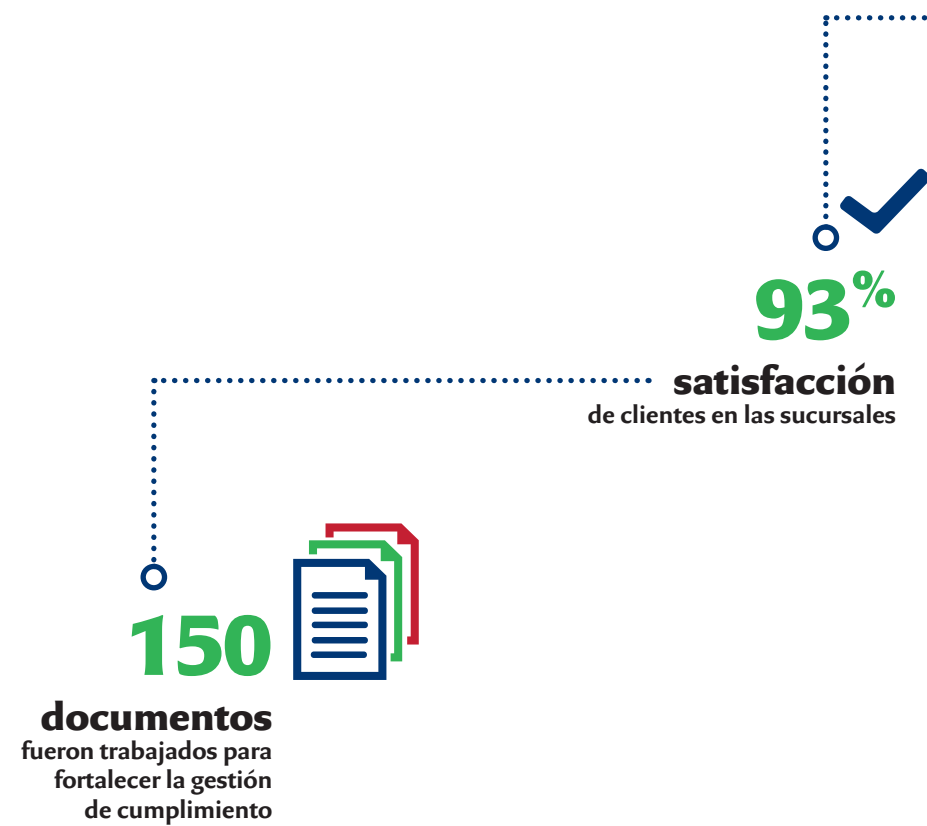 93%
satisfacción
de clientes en las sucursales
150
documentos
fueron trabajados para
fortalecer la gestión
de cumplimiento